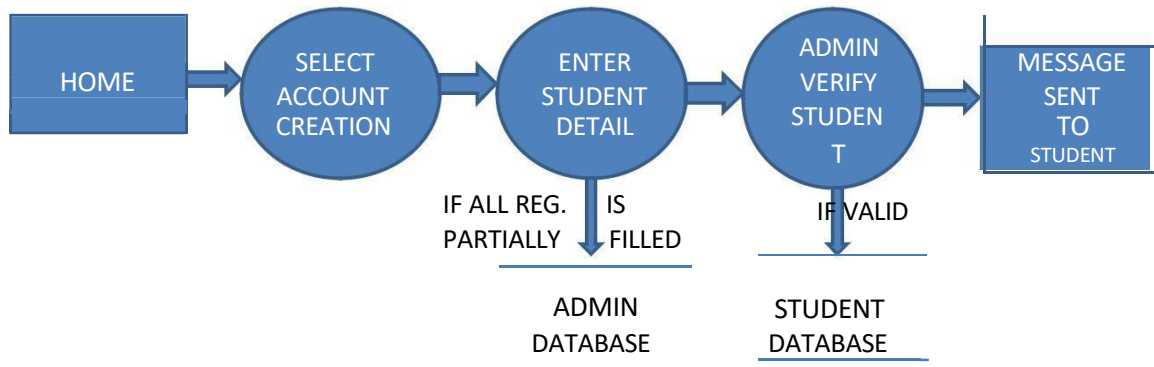 HOME
SELECT
ACCOUNT
CREATION
ENTER
STUDENT
DETAIL
ADMIN
VERIFY
STUDEN
T
MESSAGE
SENT
TO
STUDENT
IF ALL REG. IS
PARTIALLY FILLED
IF VALID
ADMIN
DATABASE
STUDENT
DATABASE